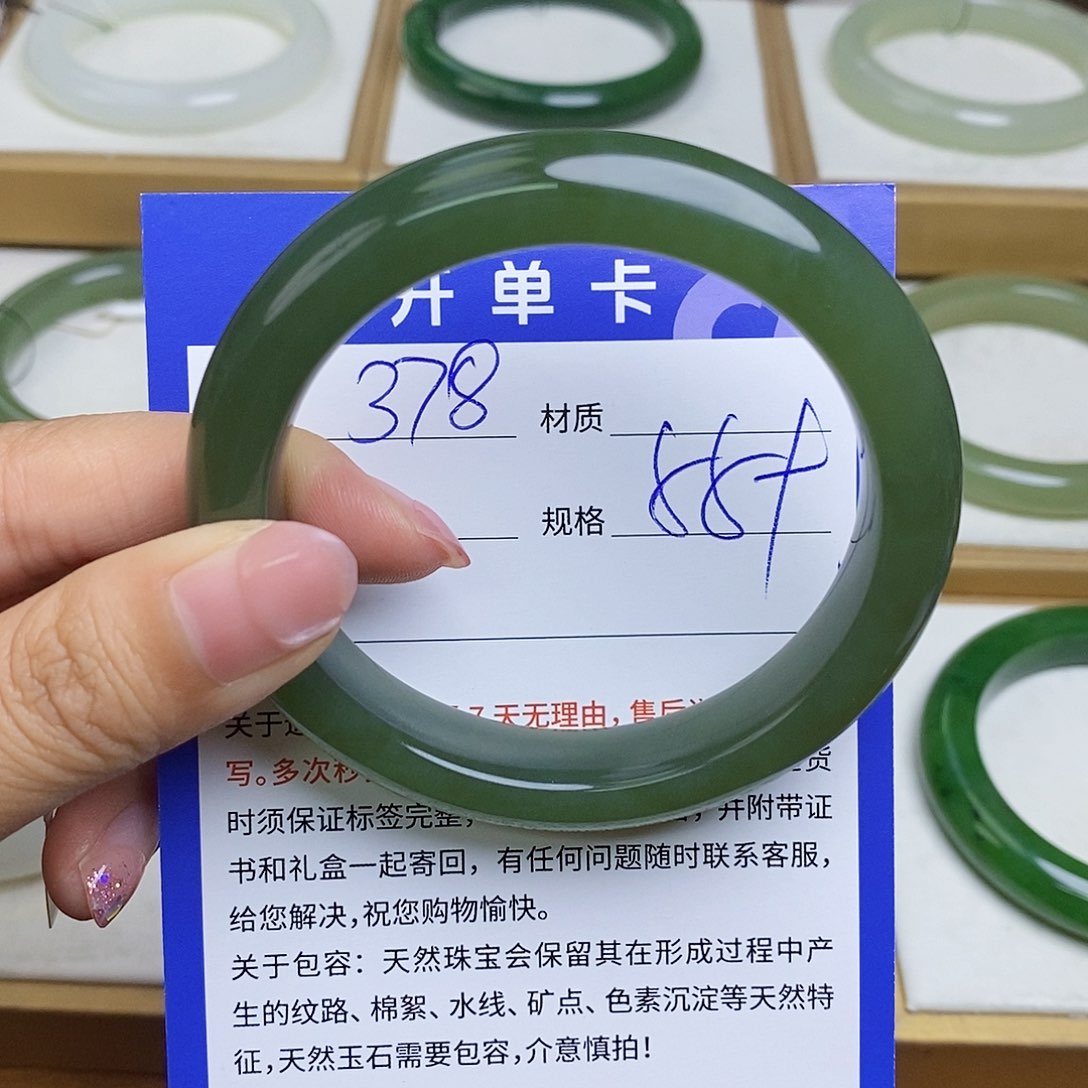 开单卡
378 材质
规格
7天无理由，售后
关于
写。多次秒
货
时须保证标签完整， ，并附带证
书和礼盒一起寄回，有任何问题随时联系客服，
给您解决，祝您购物愉快。
关于包容：天然珠宝会保留其在形成过程中产
生的纹路、棉絮、水线、矿点、色素沉淀等天然特
征，天然玉石需要包容，介意慎拍！